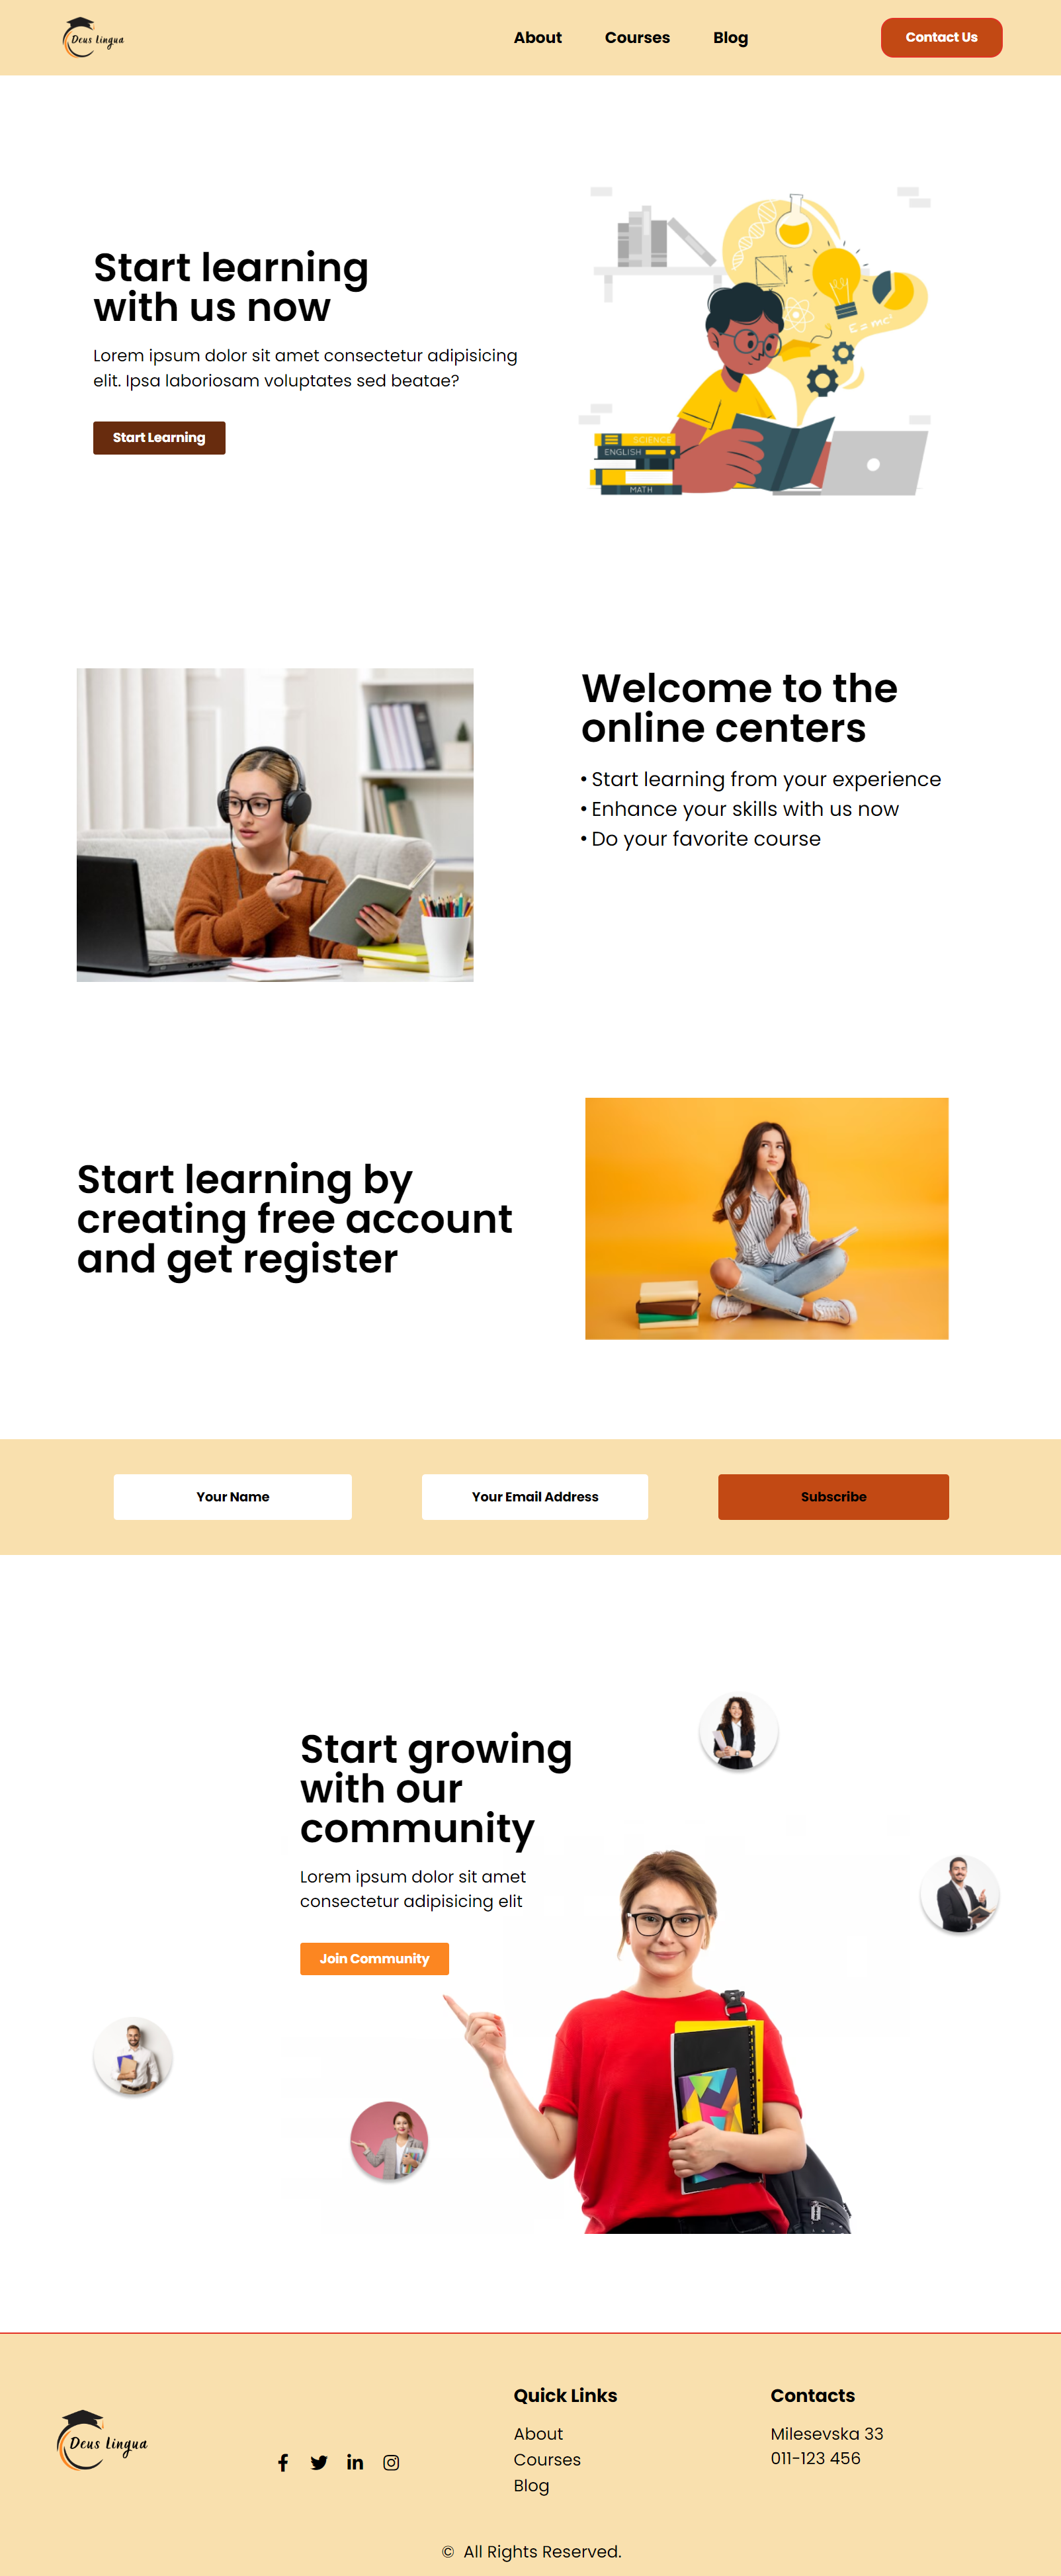 Deus Lingua
About
Courses
Blog
Contact Us
Start learning
with us now
Lorem ipsum dolor sit amet consectetur adipisicing
elit. Ipsa laboriosam voluptates sed beatae?
Start Learning
x
E = mc²
SCIENCE
ENGLISH
MATH
Welcome to the
online centers
• Start learning from your experience
• Enhance your skills with us now
• Do your favorite course
Start learning by
creating free account
and get register
Your Name
Your Email Address
Subscribe
Start growing
with our
community
Lorem ipsum dolor sit amet
consectetur adipisicing elit
Join Community
Deus Lingua
Quick Links
About
Courses
Blog
Contacts
Milesevska 33
011-123 456
© All Rights Reserved.